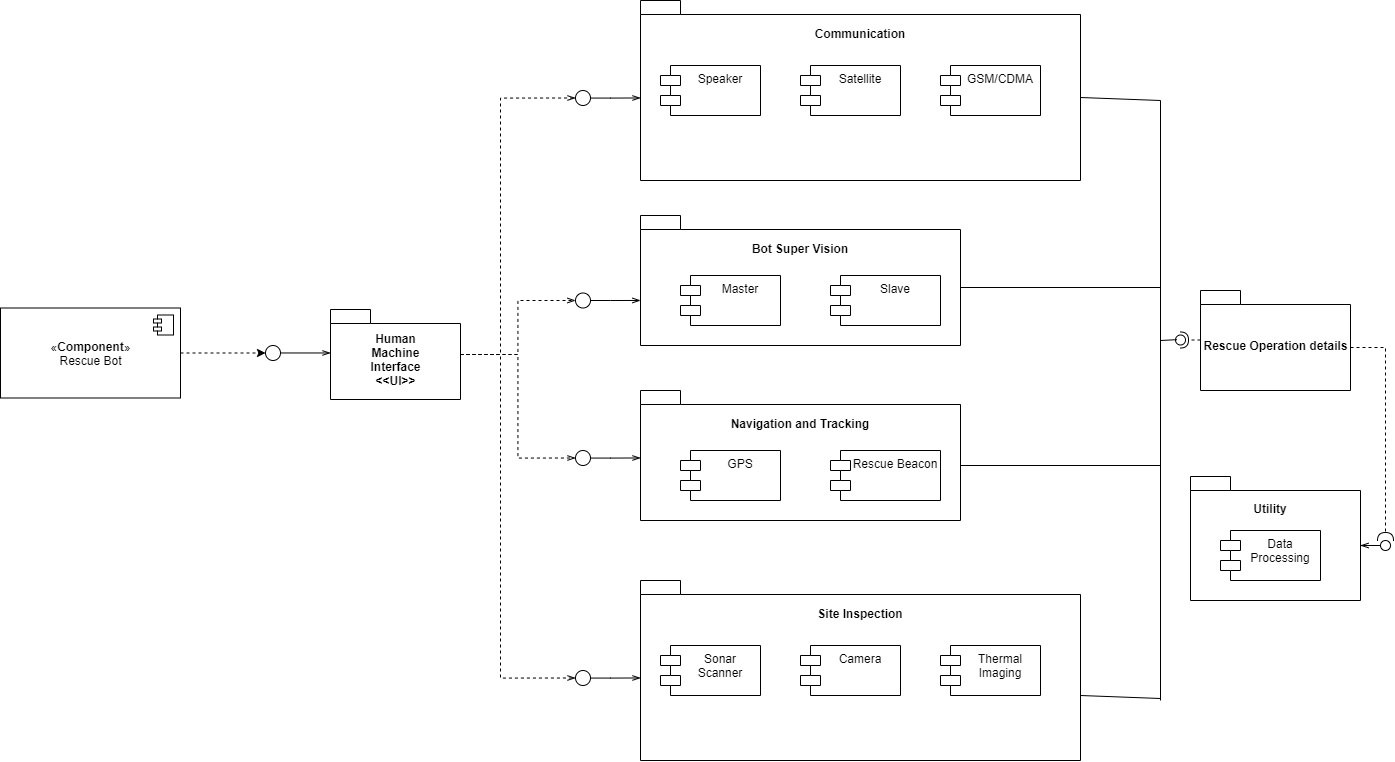 Communication
Speaker
Satellite
GSM/CDMA
Bot Super Vision
Master
Slave
«Component»
Rescue Bot
Human
Machine
Interface
<<UI>>
Rescue Operation details
Navigation and Tracking
GPS
Rescue Beacon
Utility
Data
Processing
Site Inspection
Sonar
Scanner
Camera
Thermal
Imaging